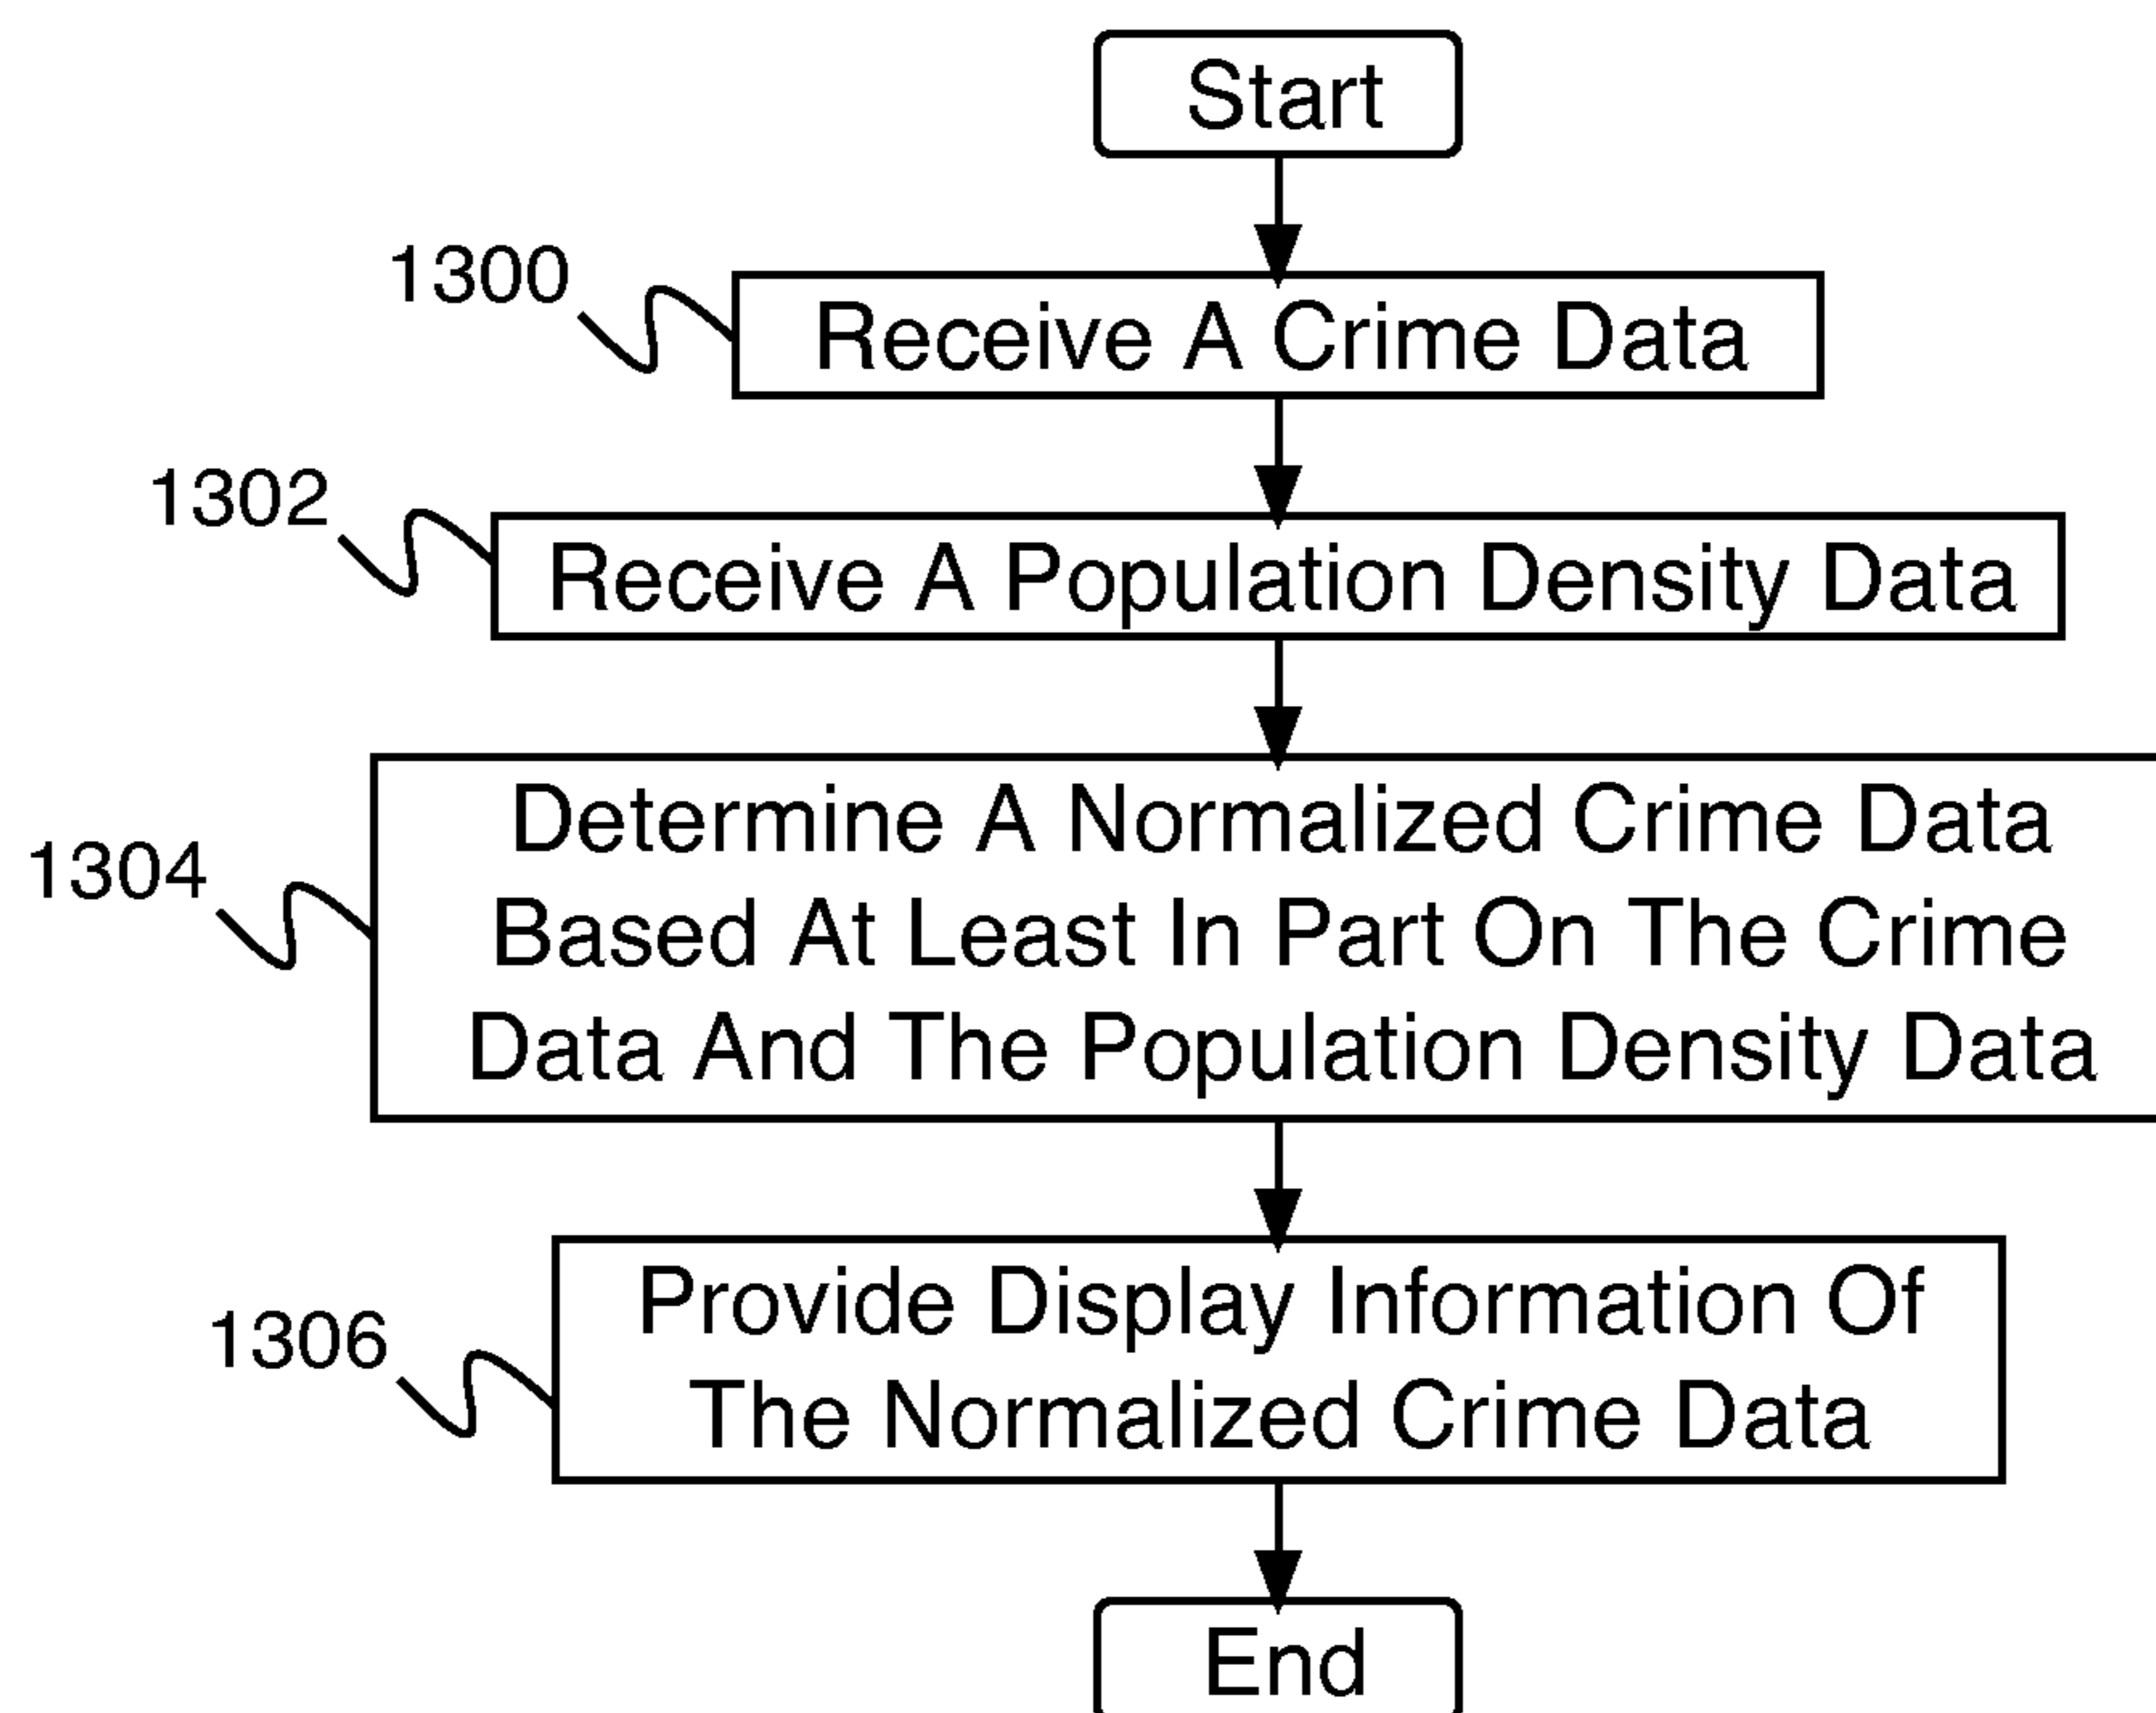 Start
1300
Receive A Crime Data
1302
Receive A Population Density Data
1304
Determine A Normalized Crime Data
Based At Least In Part On The Crime
Data And The Population Density Data
1306
Provide Display Information Of
The Normalized Crime Data
End